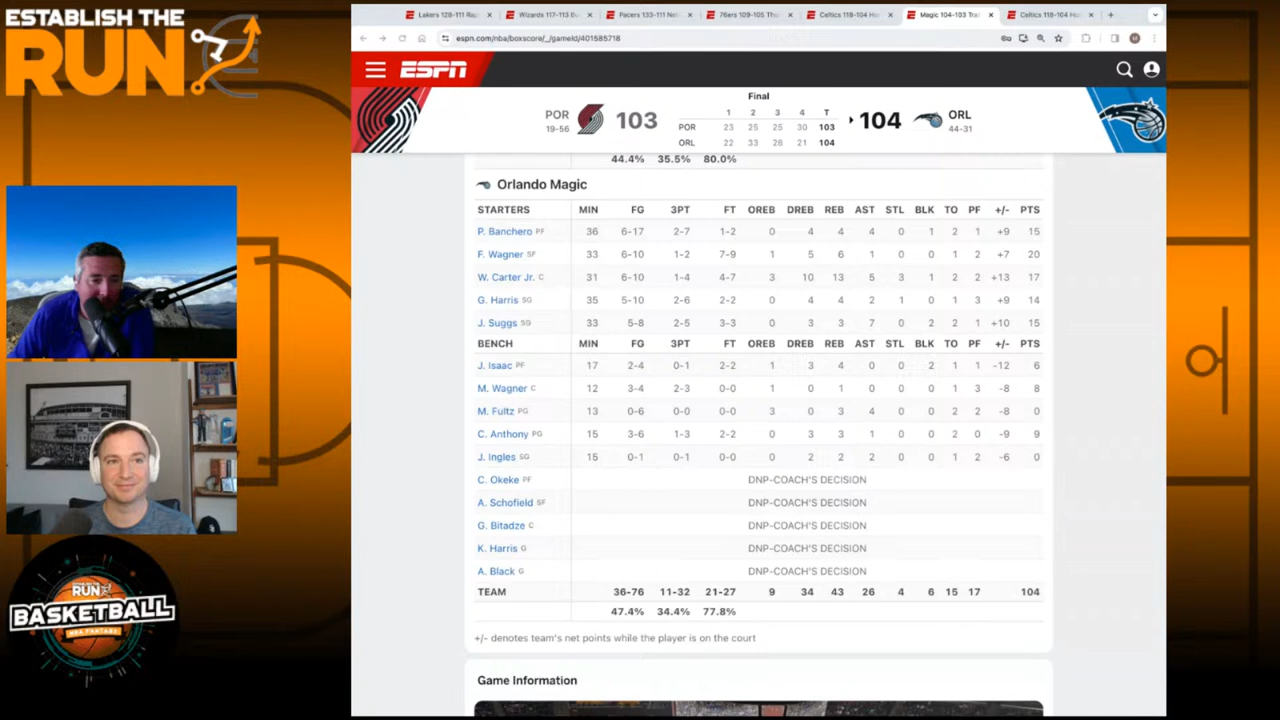 ESTABLISH THE
RUN
Lakers 128-111 Rap
Wizards 117-113 Bu
Pacers 133-111 Net
76ers 109-105 Thu
Celtics 118-104 Hor
Magic 104-103 Trai
Celtics 118-104 Ho
espn.com/nba/boxscore/_/gameId/401585718
ESPN
Final
POR 103 1 2 3 4 T 104 ORL
19-56 POR 23 25 25 30 103 44-31
ORL 22 33 28 21 104
44.4% 35.5% 80.0%
Orlando Magic
STARTERS MIN FG 3PT FT OREB DREB REB AST STL BLK TO PF +/- PTS
P. Banchero PF 36 6-17 2-7 1-2 0 4 4 4 0 1 2 1 +9 15
F. Wagner SF 33 6-10 1-2 7-9 1 5 6 1 0 0 1 2 +7 20
W. Carter Jr. C 31 6-10 1-4 4-7 3 10 13 5 3 1 2 2 +13 17
G. Harris SG 35 5-10 2-6 2-2 0 4 4 2 1 0 1 3 +9 14
J. Suggs SG 33 5-8 2-5 3-3 0 3 3 7 0 2 2 1 +10 15
BENCH MIN FG 3PT FT OREB DREB REB AST STL BLK TO PF +/- PTS
J. Isaac PF 17 2-4 0-1 2-2 1 3 4 0 0 2 1 1 -12 6
M. Wagner C 12 3-4 2-3 0-0 1 0 1 0 0 0 1 3 -8 8
M. Fultz PG 13 0-6 0-0 0-0 3 0 3 4 0 0 2 2 -8 0
C. Anthony PG 15 3-6 1-3 2-2 0 3 3 1 0 0 2 0 -9 9
J. Ingles SG 15 0-1 0-1 0-0 0 2 2 2 0 0 1 2 -6 0
C. Okeke PF DNP-COACH'S DECISION
A. Schofield SF DNP-COACH'S DECISION
G. Bitadze C DNP-COACH'S DECISION
K. Harris G DNP-COACH'S DECISION
A. Black G DNP-COACH'S DECISION
TEAM 36-76 11-32 21-27 9 34 43 26 4 6 15 17 104
47.4% 34.4% 77.8%
+/- denotes team's net points while the player is on the court
Game Information
RUN
BASKETBALL
NBA FANTASY